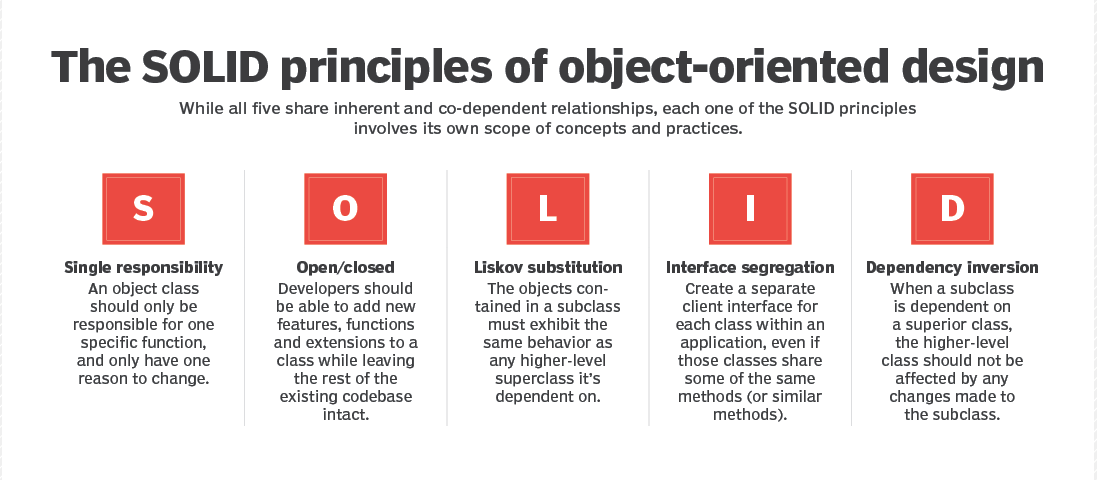 The SOLID principles of object-oriented design
While all five share inherent and co-dependent relationships, each one of the SOLID principles
involves its own scope of concepts and practices.
S
Single responsibility
An object class
should only be
responsible for one
specific function,
and only have one
reason to change.
O
Open/closed
Developers should
be able to add new
features, functions
and extensions to a
class while leaving
the rest of the
existing codebase
intact.
L
Liskov substitution
The objects con-
tained in a subclass
must exhibit the
same behavior as
any higher-level
superclass it's
dependent on.
I
Interface segregation
Create a separate
client interface for
each class within an
application, even if
those classes share
some of the same
methods (or similar
methods).
D
Dependency inversion
When a subclass
is dependent on
a superior class,
the higher-level
class should not be
affected by any
changes made to
the subclass.